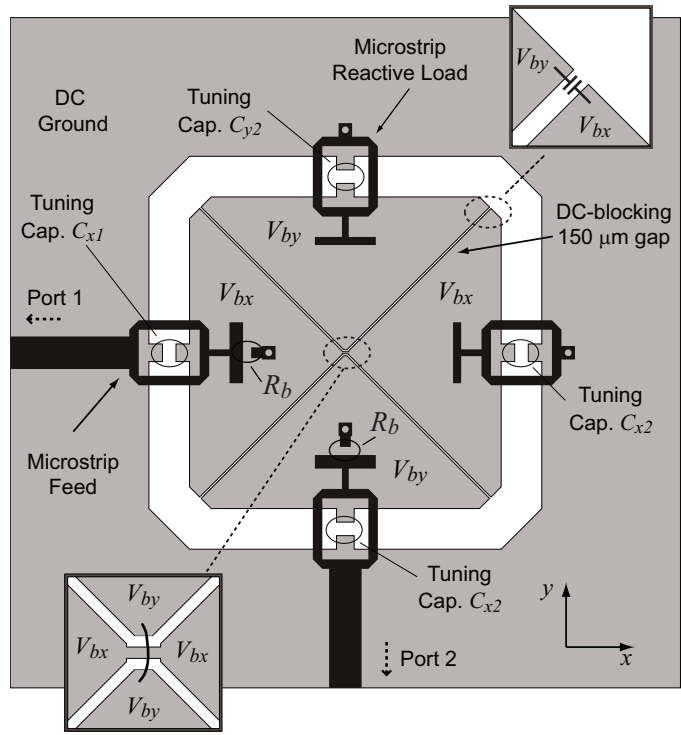 Microstrip
Reactive Load
DC
Ground
Tuning
Cap. Cy2
Vby
Vbx
Tuning
Cap. Cx1
DC-blocking
150 μm gap
Vby
Port 1
Vbx
Vbx
Rb
Rb
Tuning
Cap. Cx2
Microstrip
Feed
Vby
Tuning
Cap. Cx2
Vby
Vbx
Vbx
Vby
Port 2
y
x